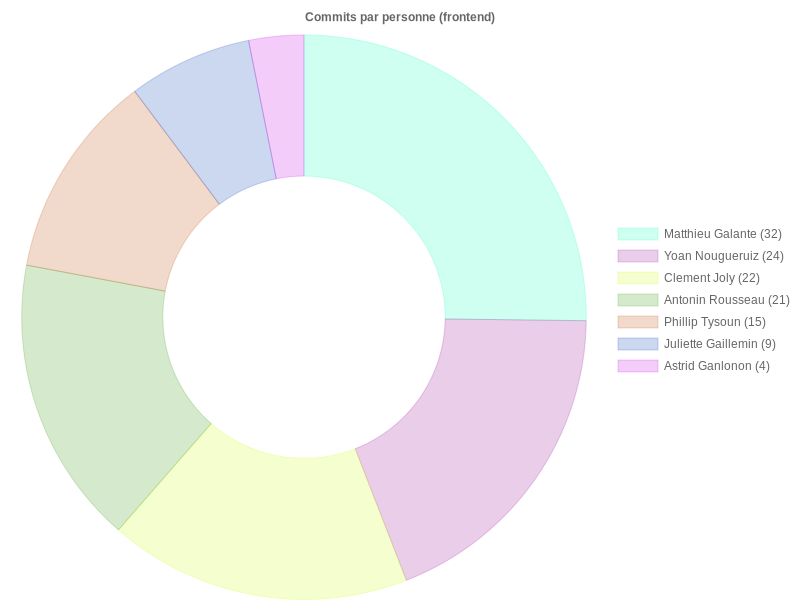 Commits par personne (frontend)
Matthieu Galante (32)
Yoan Nougueruiz (24)
Clement Joly (22)
Antonin Rousseau (21)
Phillip Tysoun (15)
Juliette Gaillemin (9)
Astrid Ganlonon (4)